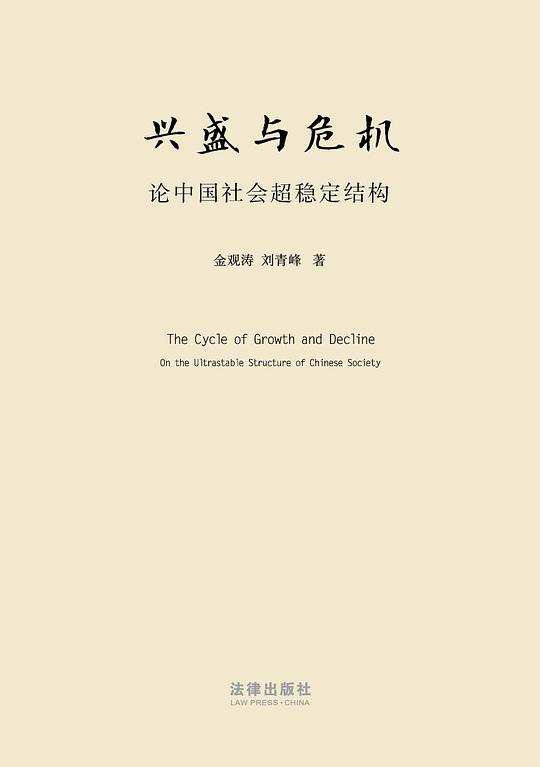 兴盛与危机
论中国社会超稳定结构
金观涛 刘青峰 著
The Cycle of Growth and Decline
On the Ultrastable Structure of Chinese Society
法律出版社
LAW PRESS·CHINA